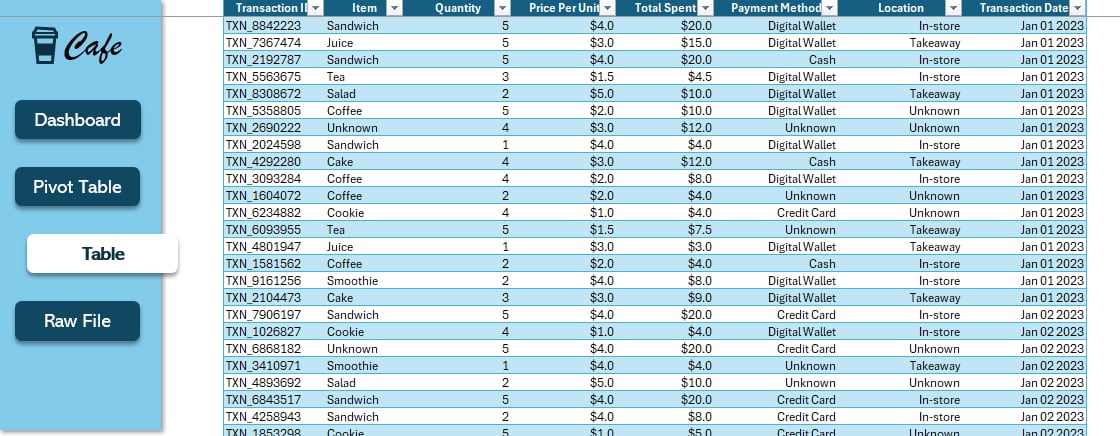 Transaction ID Item Quantity Price Per Unit Total Spent Payment Method Location Transaction Date
Cafe
Dashboard
Pivot Table
Table
Raw File
TXN_8842223 Sandwich 5 $4.0 $20.0 Digital Wallet In-store Jan 01 2023
TXN_7367474 Juice 5 $3.0 $15.0 Digital Wallet Takeaway Jan 01 2023
TXN_2192787 Sandwich 5 $4.0 $20.0 Cash In-store Jan 01 2023
TXN_5563675 Tea 3 $1.5 $4.5 Digital Wallet In-store Jan 01 2023
TXN_8308672 Salad 2 $5.0 $10.0 Digital Wallet Takeaway Jan 01 2023
TXN_5358805 Coffee 5 $2.0 $10.0 Digital Wallet Unknown Jan 01 2023
TXN_2690222 Unknown 4 $3.0 $12.0 Unknown Unknown Jan 01 2023
TXN_2024598 Sandwich 1 $4.0 $4.0 Digital Wallet In-store Jan 01 2023
TXN_4292280 Cake 4 $3.0 $12.0 Cash Takeaway Jan 01 2023
TXN_3093284 Coffee 4 $2.0 $8.0 Digital Wallet In-store Jan 01 2023
TXN_1604072 Coffee 2 $2.0 $4.0 Unknown Unknown Jan 01 2023
TXN_6234882 Cookie 4 $1.0 $4.0 Credit Card Unknown Jan 01 2023
TXN_6093955 Tea 5 $1.5 $7.5 Unknown Takeaway Jan 01 2023
TXN_4801947 Juice 1 $3.0 $3.0 Digital Wallet Takeaway Jan 01 2023
TXN_1581562 Coffee 2 $2.0 $4.0 Cash In-store Jan 01 2023
TXN_9161256 Smoothie 2 $4.0 $8.0 Digital Wallet In-store Jan 01 2023
TXN_2104473 Cake 3 $3.0 $9.0 Digital Wallet Takeaway Jan 01 2023
TXN_7906197 Sandwich 5 $4.0 $20.0 Credit Card In-store Jan 02 2023
TXN_1026827 Cookie 4 $1.0 $4.0 Digital Wallet In-store Jan 02 2023
TXN_6868182 Unknown 5 $4.0 $20.0 Credit Card Unknown Jan 02 2023
TXN_3410971 Smoothie 1 $4.0 $4.0 Unknown Takeaway Jan 02 2023
TXN_4893692 Salad 2 $5.0 $10.0 Unknown Unknown Jan 02 2023
TXN_6843517 Sandwich 5 $4.0 $20.0 Credit Card In-store Jan 02 2023
TXN_4258943 Sandwich 2 $4.0 $8.0 Credit Card In-store Jan 02 2023
TXN_1853298 Cookie 5 $1.0 $5.0 Credit Card Unknown Jan 02 2023